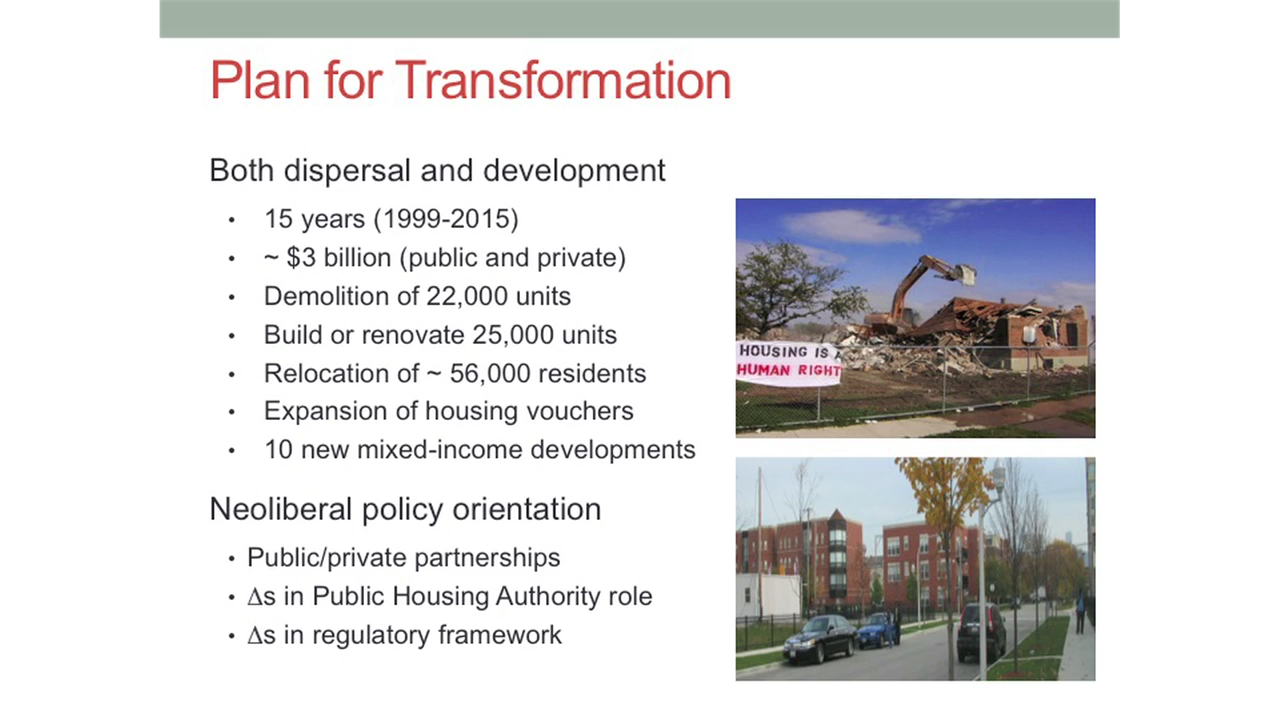 Plan for Transformation
Both dispersal and development
• 15 years (1999-2015)
• ~ $3 billion (public and private)
• Demolition of 22,000 units
• Build or renovate 25,000 units
• Relocation of ~ 56,000 residents
• Expansion of housing vouchers
• 10 new mixed-income developments
Neoliberal policy orientation
• Public/private partnerships
• Δs in Public Housing Authority role
• Δs in regulatory framework
HOUSING IS A
HUMAN RIGHT